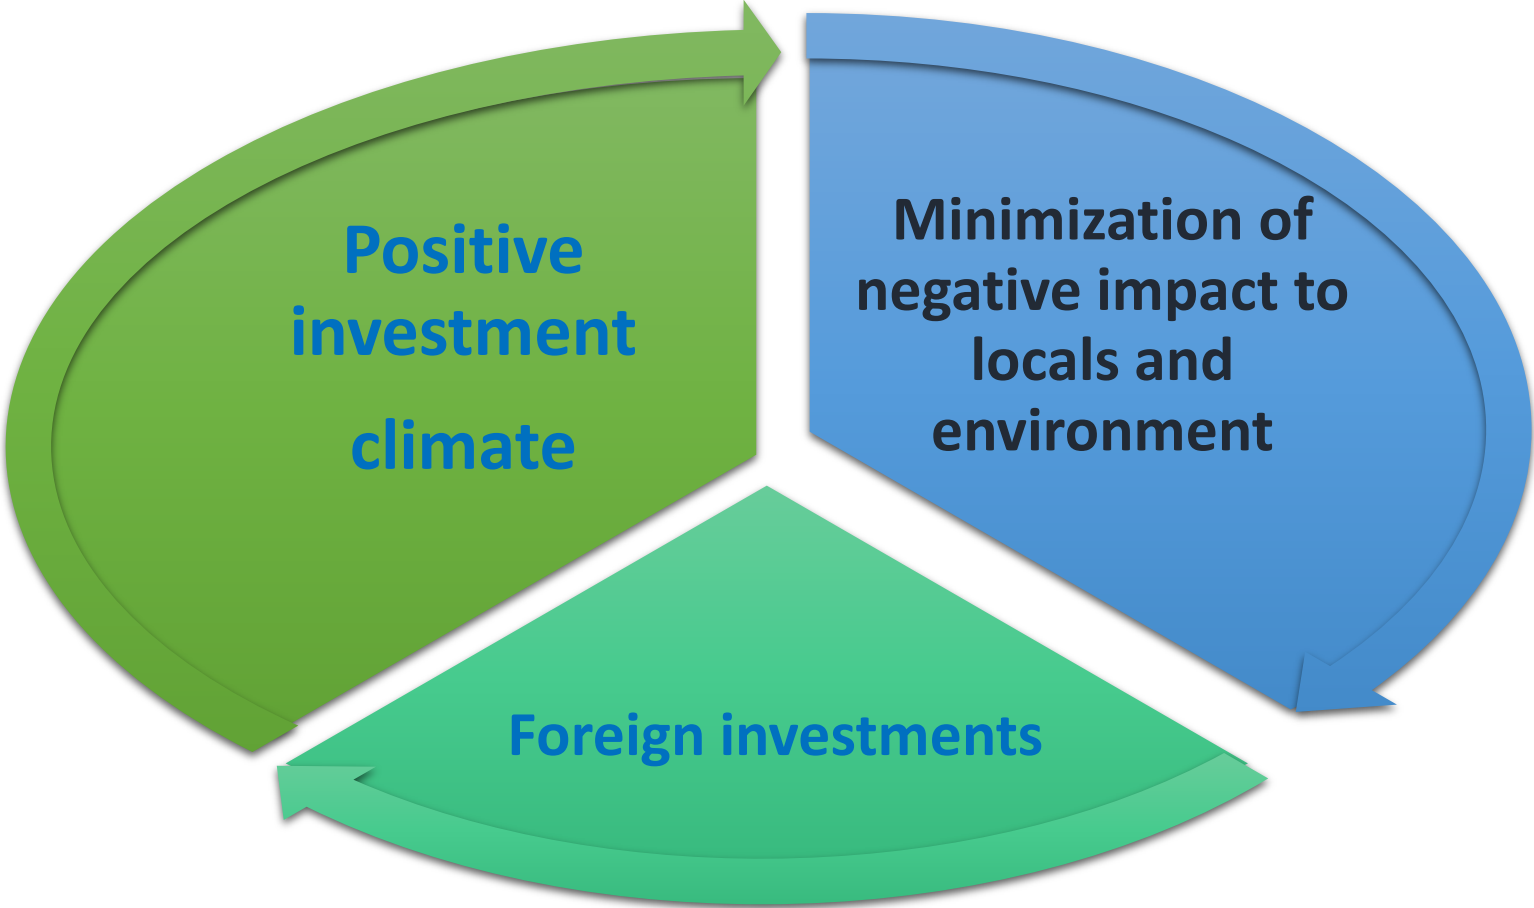 Positive
investment
climate
Minimization of
negative impact to
locals and
environment
Foreign investments